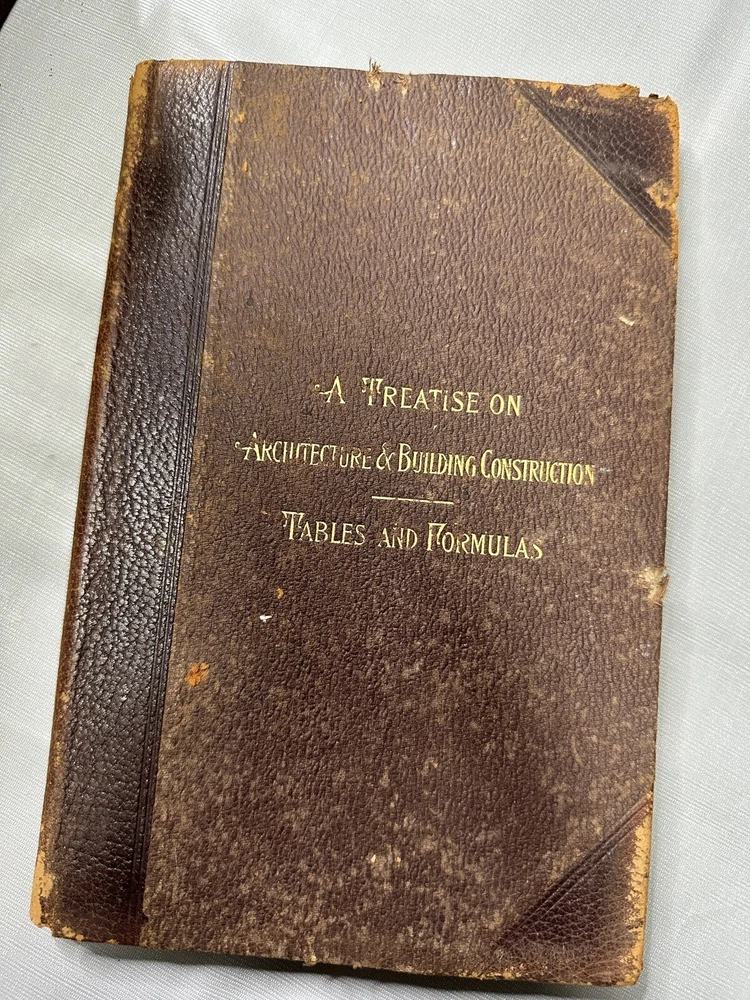 A TREATISE ON
ARCHITECTURE & BUILDING CONSTRUCTION
TABLES AND FORMULAS